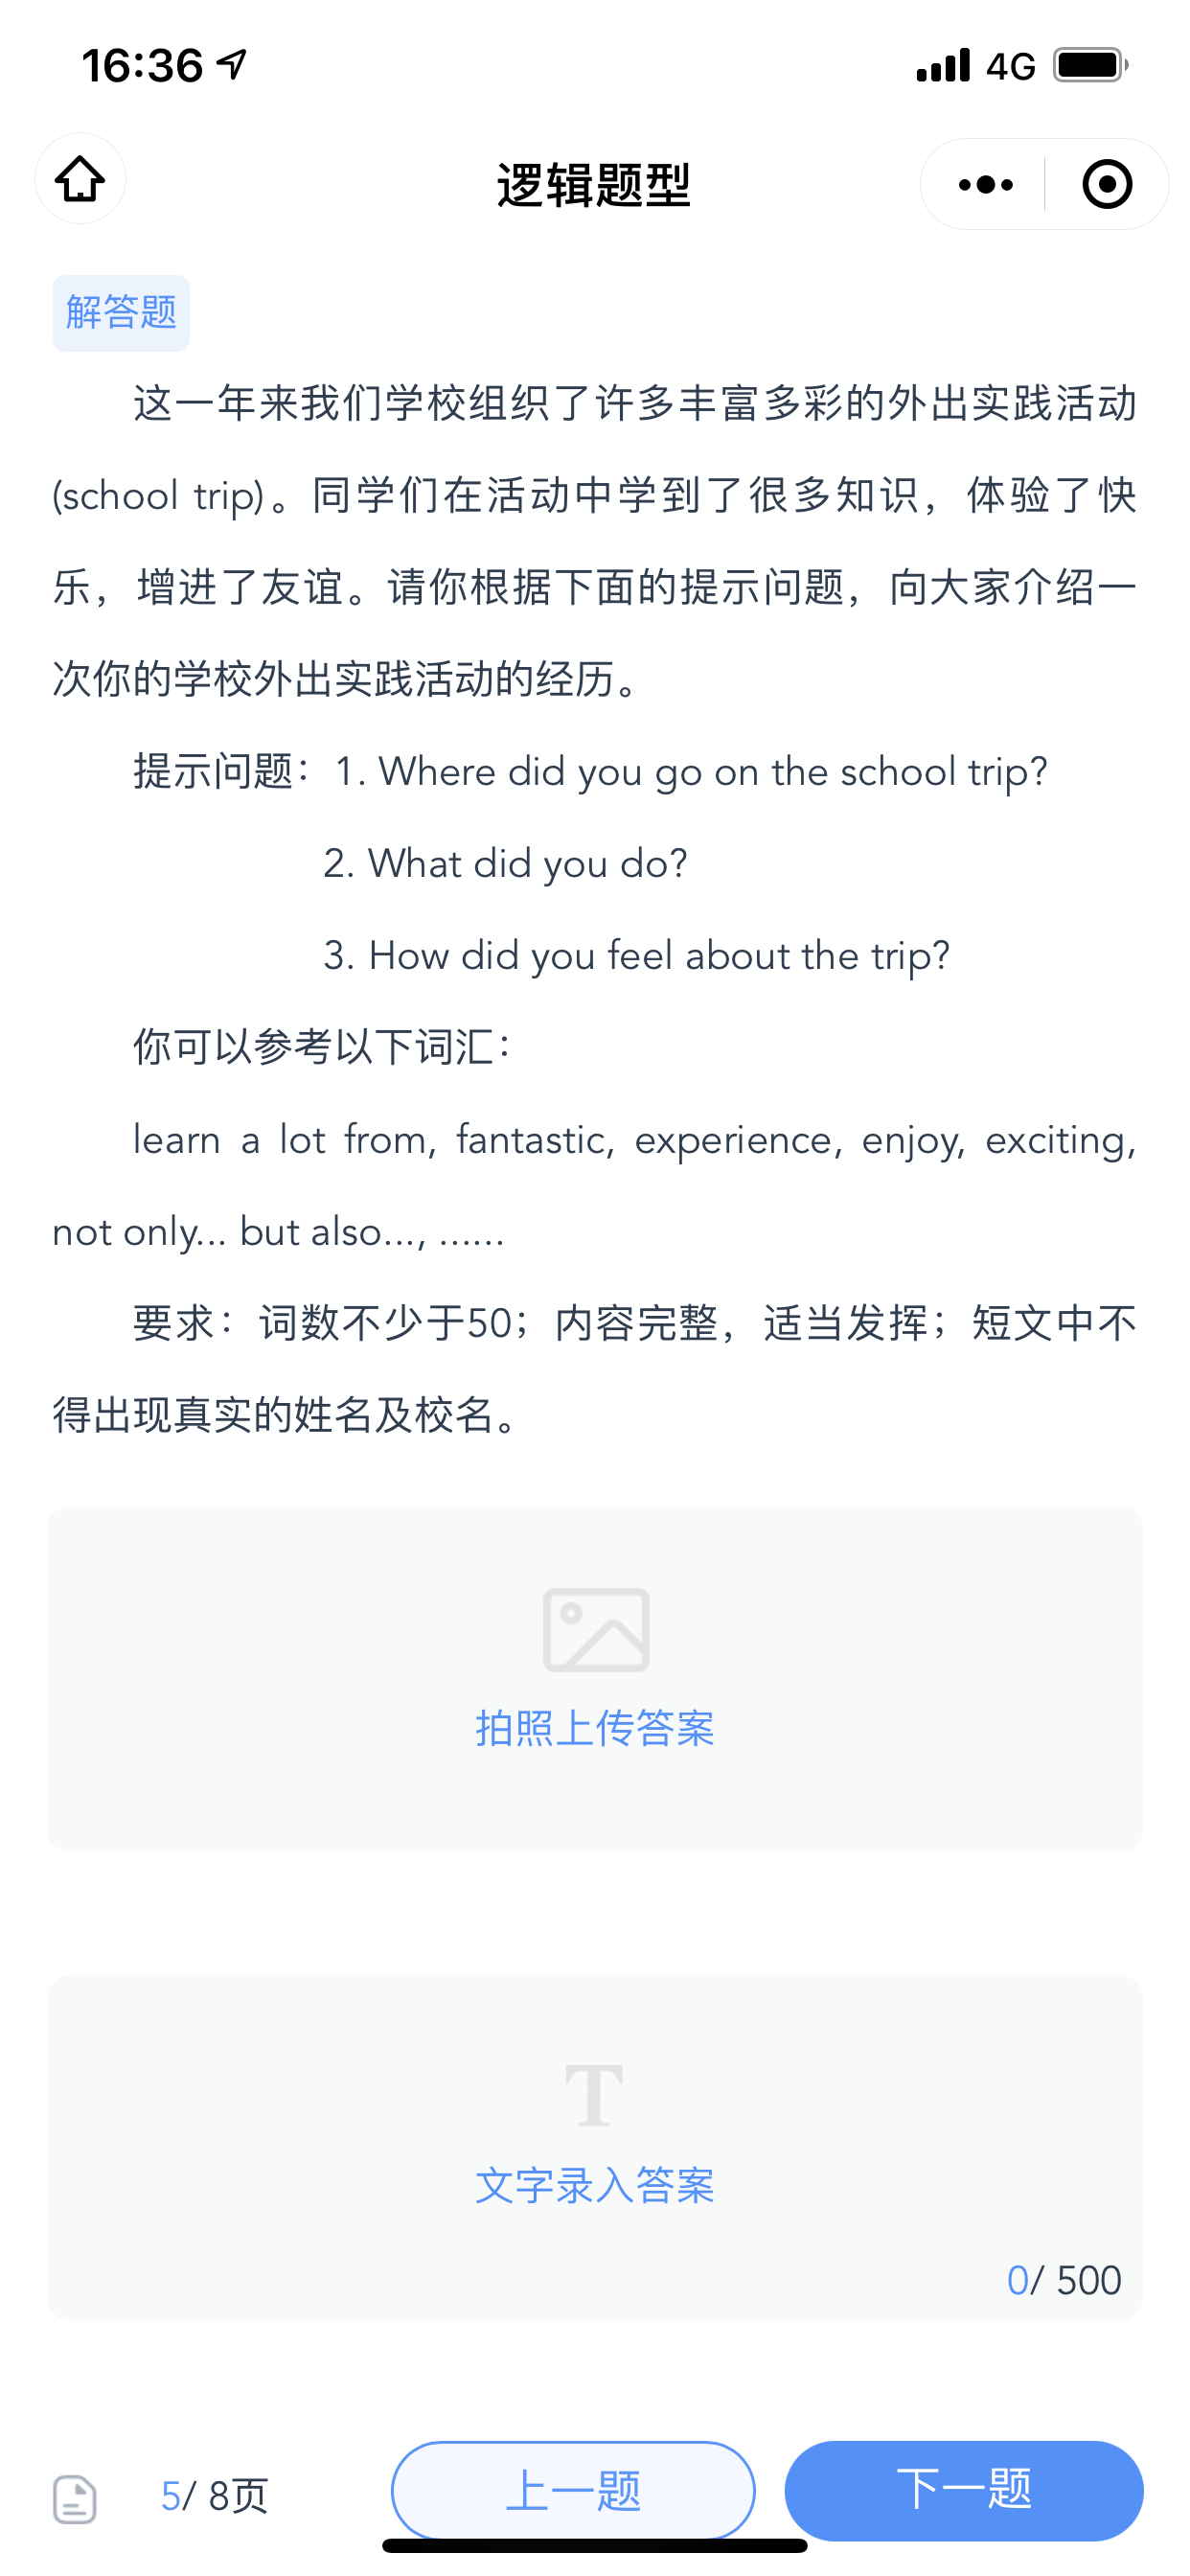 16:36
4G
逻辑题型
解答题
这一年来我们学校组织了许多丰富多彩的外出实践活动
(school trip)。同学们在活动中学到了很多知识，体验了快
乐，增进了友谊。请你根据下面的提示问题，向大家介绍一
次你的学校外出实践活动的经历。
提示问题：1. Where did you go on the school trip?
2. What did you do?
3. How did you feel about the trip?
你可以参考以下词汇：
learn a lot from, fantastic, experience, enjoy, exciting,
not only... but also..., ......
要求：词数不少于50；内容完整，适当发挥；短文中不
得出现真实的姓名及校名。
拍照上传答案
T
文字录入答案
0/ 500
5/ 8页
上一题
下一题